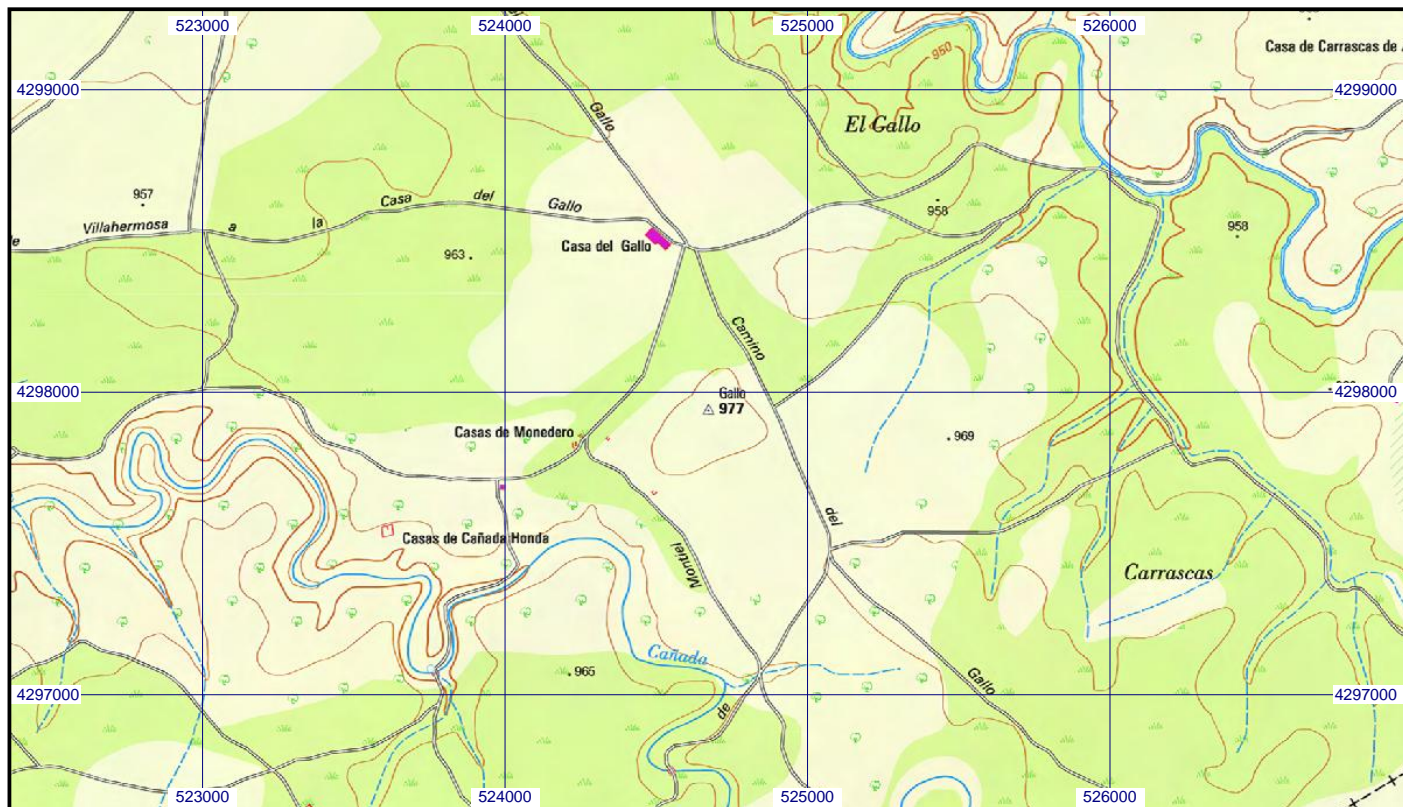 523000
524000
525000
526000
950
Casa de Carrascas de
4299000
4299000
Gallo
El Gallo
957
Casa
del
Gallo
Villahermosa
a
la
958
958
Casa del Gallo
963
Camino
4298000
4298000
Gallo
977
Casas de Monedero
969
del
Casas de Cañada Honda
Montiel
Carrascas
Cañada
965
Gallo
4297000
4297000
de
523000
524000
525000
526000